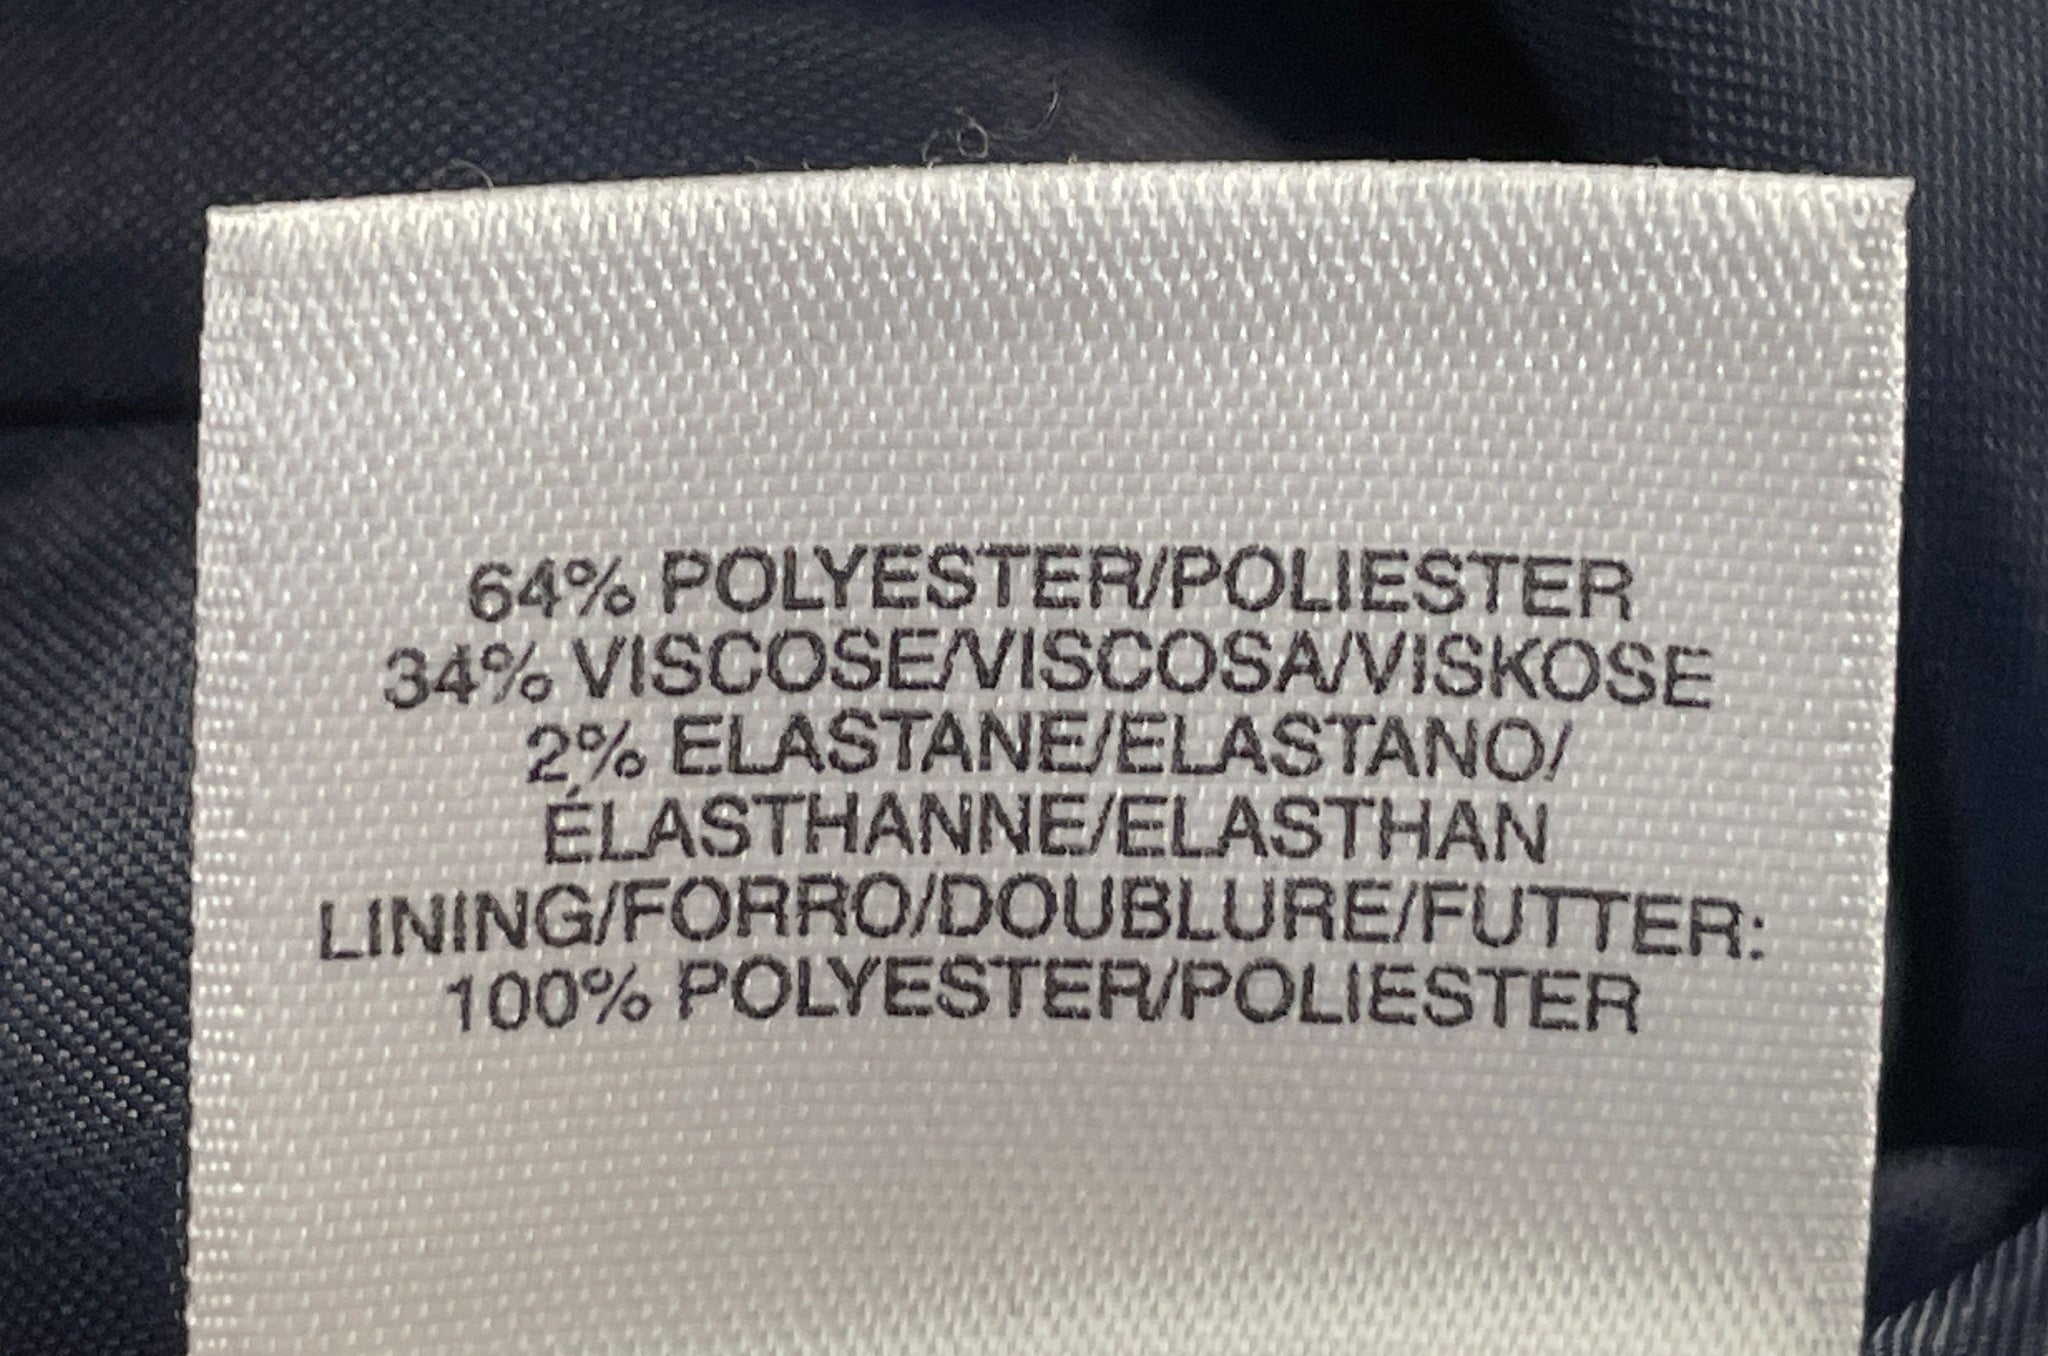 64% POLYESTER/POLIESTER
34% VISCOSE/VISCOSA/VISKOSE
2% ELASTANE/ELASTANO/
ÉLASTHANNE/ELASTHAN
LINING/FORRO/DOUBLURE/FUTTER:
100% POLYESTER/POLIESTER